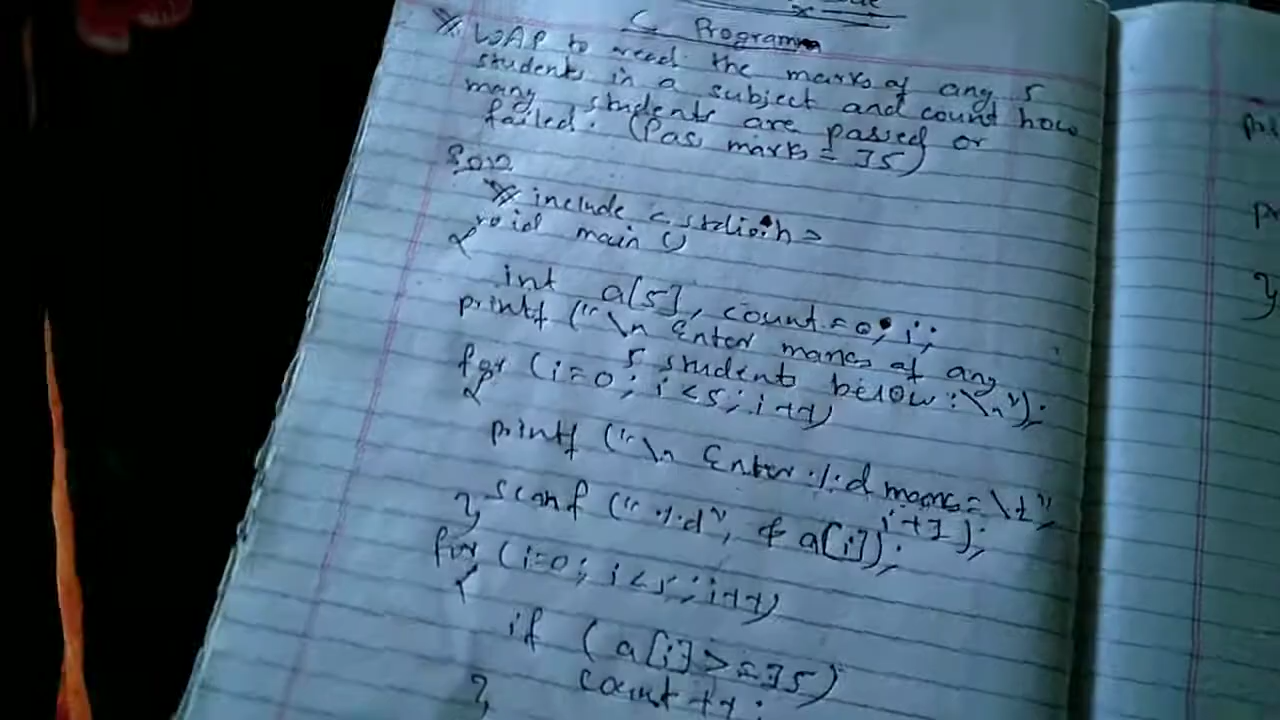 C Program
* WAP to read the marks of any 5
students in a subject and count how
many students are passed or
failed. (Pass marks = 35)
Soln
# include < stdio.h >
void main ()
{
int a[5], count = 0, i;
printf ("\n Enter marks of any
5 students below :\n");
for (i=0; i<5; i++)
{
printf ("\n Enter %d marks=\t",
i+1);
scanf ("%d", & a[i]);
}
for (i=0; i<5; i++)
{
if (a[i]>=35)
count ++;
}